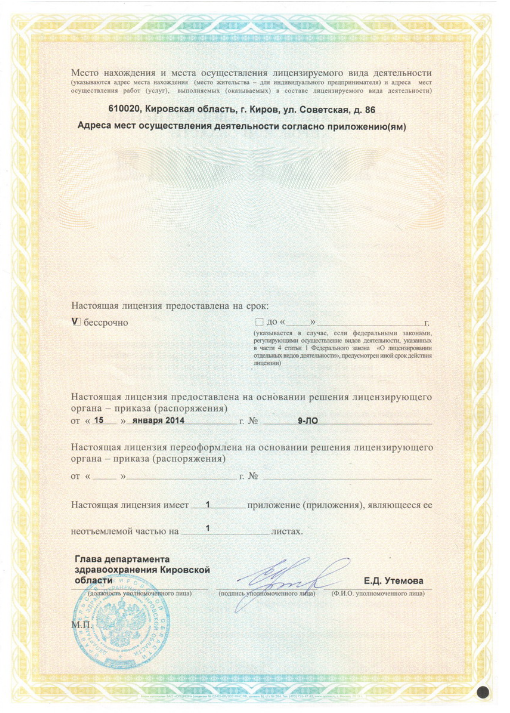 Место нахождения и места осуществления лицензируемого вида деятельности
(указываются адрес места нахождения (место жительства – для индивидуального предпринимателя) и адреса мест
осуществления работ (услуг), выполняемых (оказываемых) в составе лицензируемого вида деятельности)
610020, Кировская область, г. Киров, ул. Советская, д. 86
Адреса мест осуществления деятельности согласно приложению(ям)
Настоящая лицензия предоставлена на срок:
V бессрочно
до « ___ » ___ г.
(указывается в случае, если федеральными законами,
регулирующими осуществление видов деятельности, указанных
в части 4 статьи 1 Федерального закона «О лицензировании
отдельных видов деятельности», предусмотрен иной срок действия
лицензии)
Настоящая лицензия предоставлена на основании решения лицензирующего
органа – приказа (распоряжения)
от « 15 » января 2014 г. № 9-ЛО
Настоящая лицензия переоформлена на основании решения лицензирующего
органа – приказа (распоряжения)
от « ___ » ___ г. № ___
Настоящая лицензия имеет 1 приложение (приложения), являющееся ее
неотъемлемой частью на 1 листах.
Глава департамента
здравоохранения Кировской
области
Е.Д. Утемова
(должность уполномоченного лица) (подпись уполномоченного лица) (Ф.И.О. уполномоченного лица)
М.П.